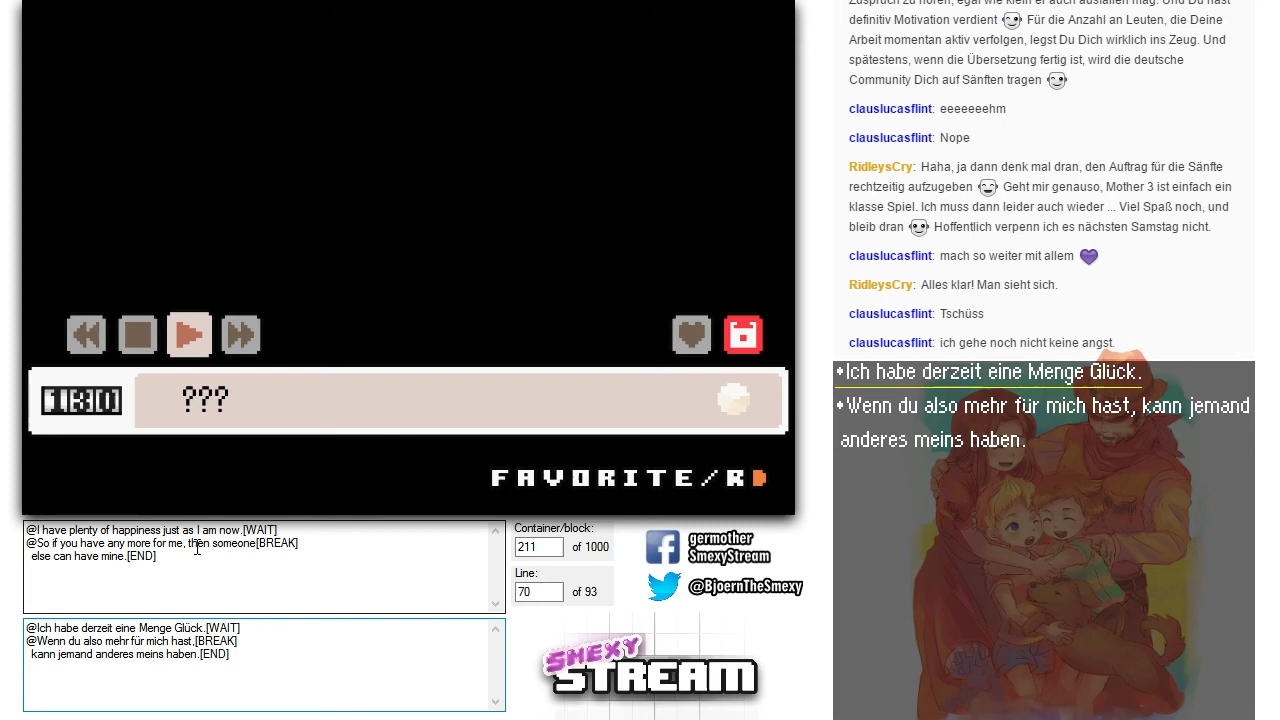 Zuspruch zu hören, egal wie klein er auch ausfallen mag. Und Du hast
definitiv Motivation verdient Für die Anzahl an Leuten, die Deine
Arbeit momentan aktiv verfolgen, legst Du Dich wirklich ins Zeug. Und
spätestens, wenn die Übersetzung fertig ist, wird die deutsche
Community Dich auf Sänften tragen
clauslucasflint: eeeeeeehm
clauslucasflint: Nope
RidleysCry: Haha, ja dann denk mal dran, den Auftrag für die Sänfte
rechtzeitig aufzugeben Geht mir genauso, Mother 3 ist einfach ein
klasse Spiel. Ich muss dann leider auch wieder ... Viel Spaß noch, und
bleib dran Hoffentlich verpenn ich es nächsten Samstag nicht.
clauslucasflint: mach so weiter mit allem
RidleysCry: Alles klar! Man sieht sich.
clauslucasflint: Tschüss
clauslucasflint: ich gehe noch nicht keine angst.
•Ich habe derzeit eine Menge Glück.
•Wenn du also mehr für mich hast, kann jemand
anderes meins haben.
130 ???
FAVORITE/R
@I have plenty of happiness just as I am now.[WAIT]
@So if you have any more for me, then someone[BREAK]
else can have mine.[END]
@Ich habe derzeit eine Menge Glück.[WAIT]
@Wenn du also mehr für mich hast,[BREAK]
kann jemand anderes meins haben.[END]
Container/block:
211 of 1000
Line:
70 of 93
germother
SmexyStream
@BjoernTheSmexy
SMEXY
STREAM